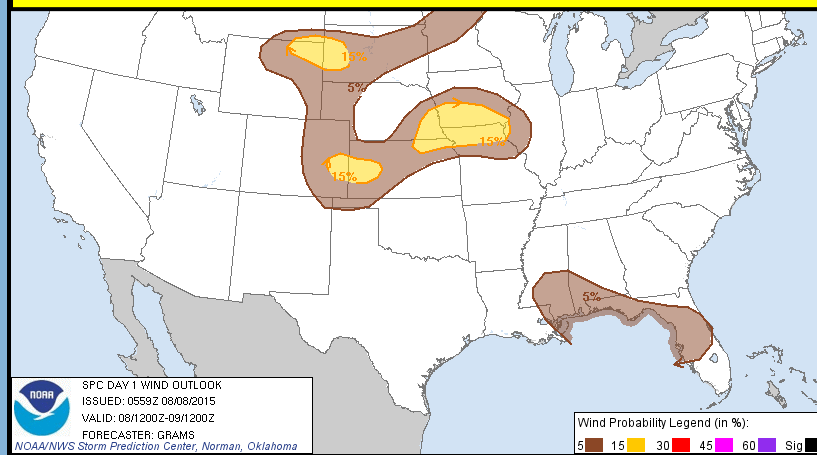 15%
5%
15%
15%
5%
NOAA
SPC DAY 1 WIND OUTLOOK
ISSUED: 0559Z 08/08/2015
VALID: 08/1200Z-09/1200Z
FORECASTER: GRAMS
NOAA/NWS Storm Prediction Center, Norman, Oklahoma
Wind Probability Legend (in %):
5 15 30 45 60 Sig